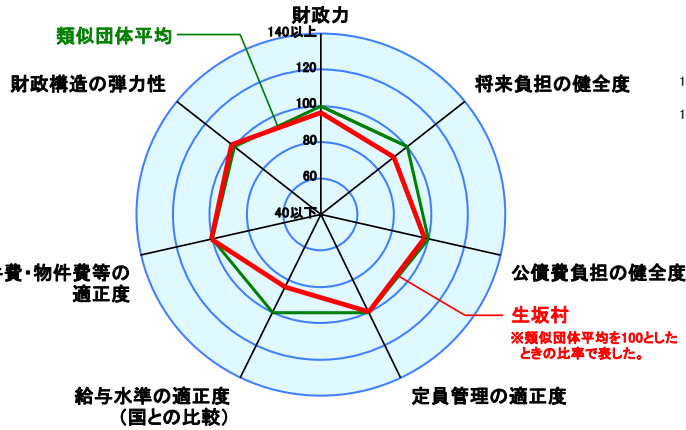 財政力
140以上
類似団体平均
120
財政構造の弾力性
将来負担の健全度
1
100
1
80
60
40以下
費・物件費等の
適正度
公債費負担の健全度
生坂村
※類似団体平均を100とした
ときの比率で表した。
給与水準の適正度
(国との比較)
定員管理の適正度